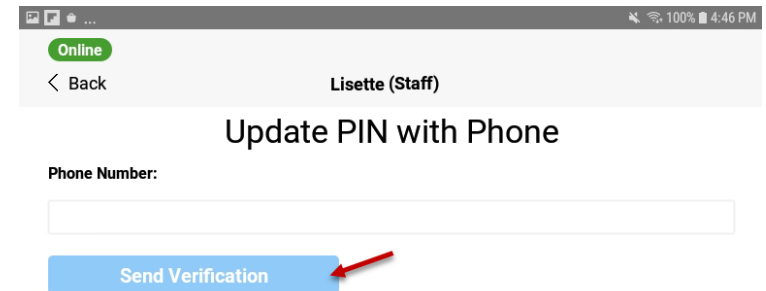 ... 100% 4:46 PM
Online
Back Lisette (Staff)
Update PIN with Phone
Phone Number:
Send Verification